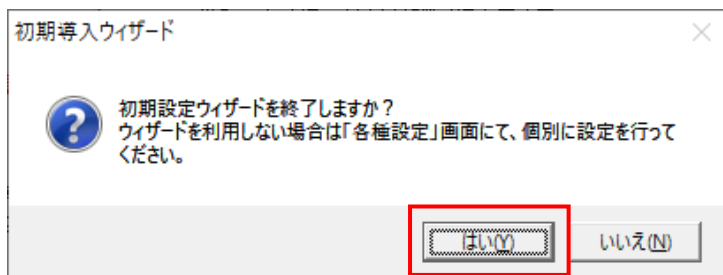 初期導入ウィザード
初期設定ウィザードを終了しますか？
ウィザードを利用しない場合は「各種設定」画面にて、個別に設定を行って
ください。
はい(Y) いいえ(N)